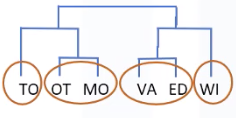 TO OT MO VA ED WI